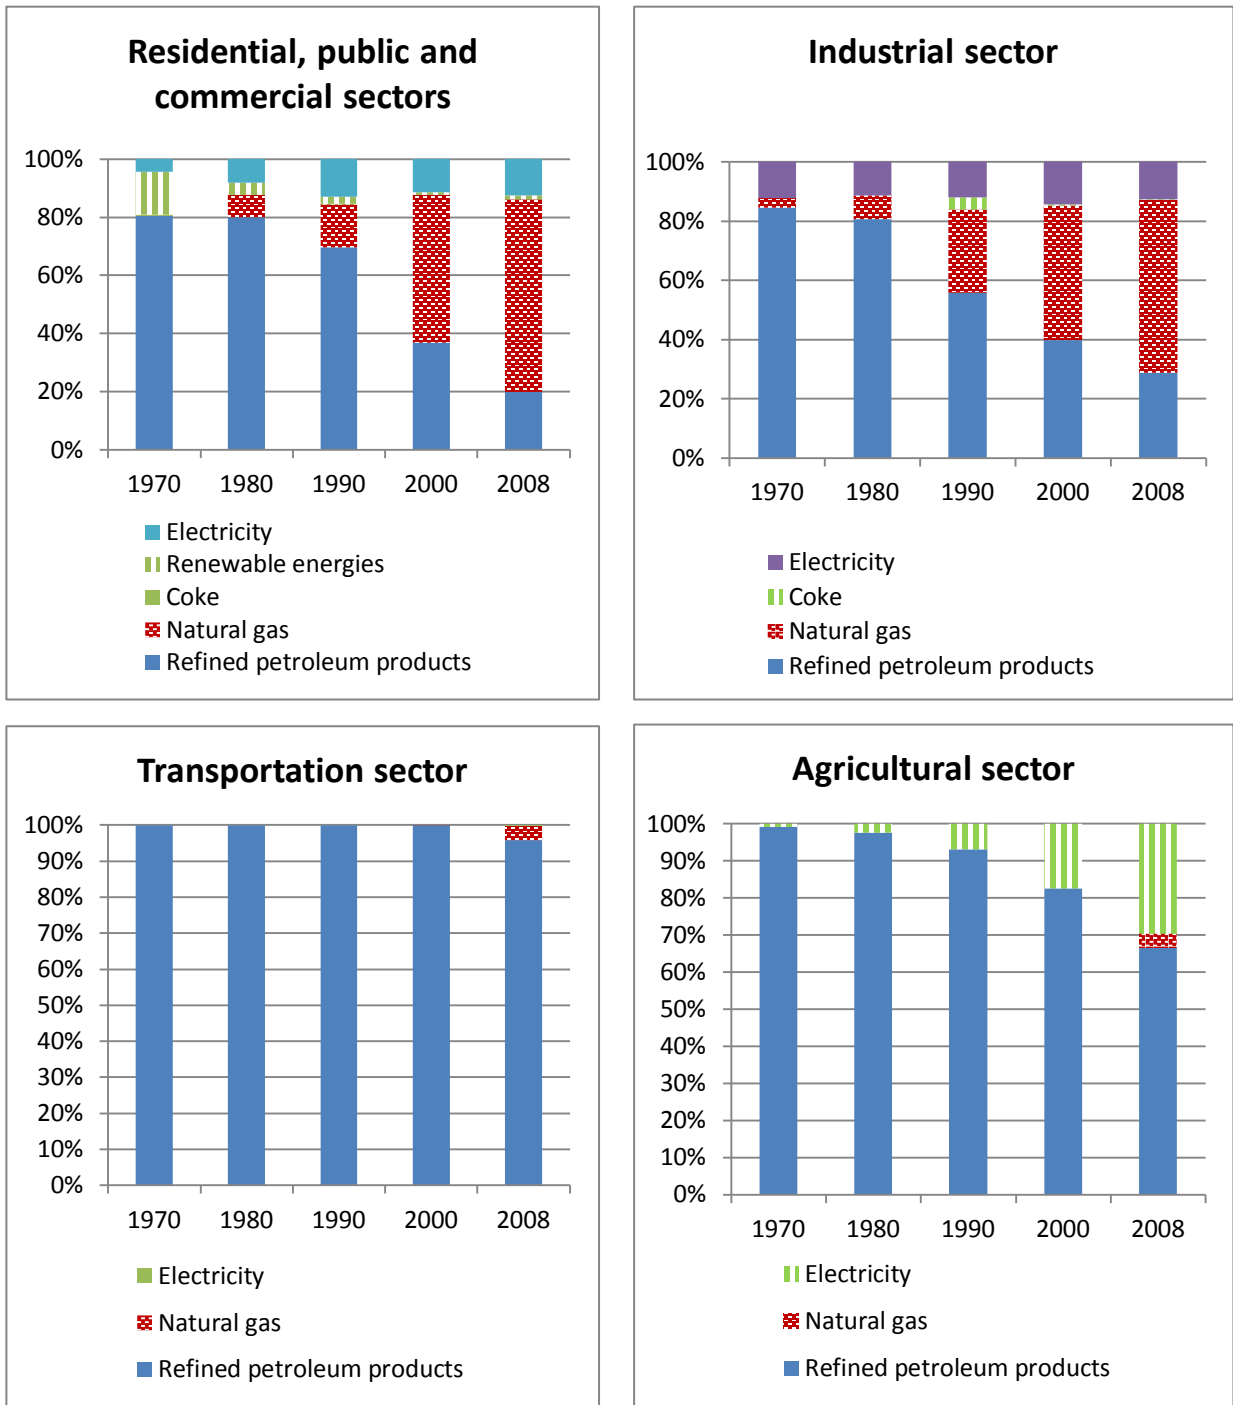 Residential, public and
commercial sectors
100%
80%
60%
40%
20%
0%
1970 1980 1990 2000 2008
Electricity
Renewable energies
Coke
Natural gas
Refined petroleum products
Industrial sector
100%
80%
60%
40%
20%
0%
1970 1980 1990 2000 2008
Electricity
Coke
Natural gas
Refined petroleum products
Transportation sector
100%
90%
80%
70%
60%
50%
40%
30%
20%
10%
0%
1970 1980 1990 2000 2008
Electricity
Natural gas
Refined petroleum products
Agricultural sector
100%
90%
80%
70%
60%
50%
40%
30%
20%
10%
0%
1970 1980 1990 2000 2008
Electricity
Natural gas
Refined petroleum products